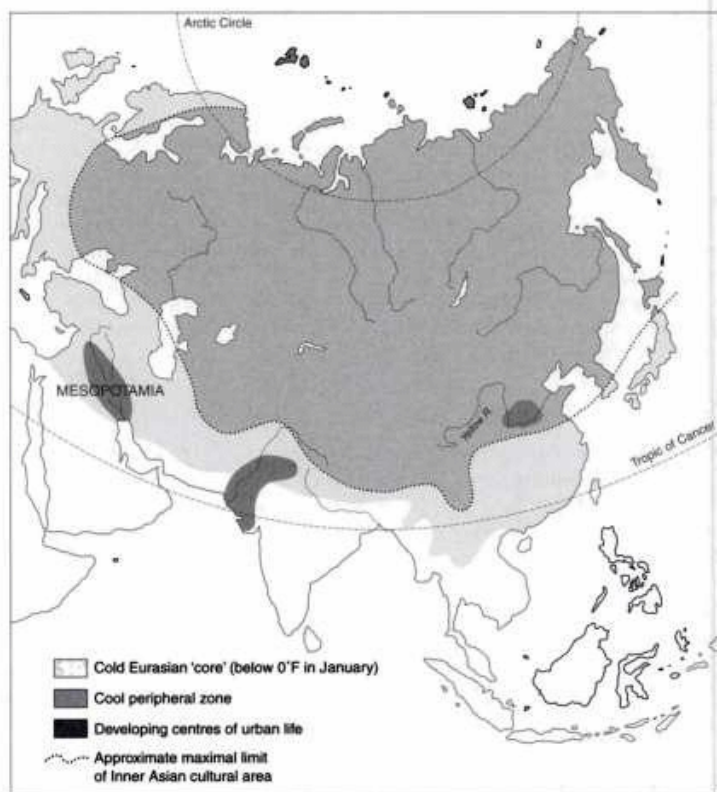 Arctic Circle
MESOPOTAMIA
Yellow R
Tropic of Cancer
Cold Eurasian 'core' (below 0°F in January)
Cool peripheral zone
Developing centres of urban life
Approximate maximal limit
of Inner Asian cultural area